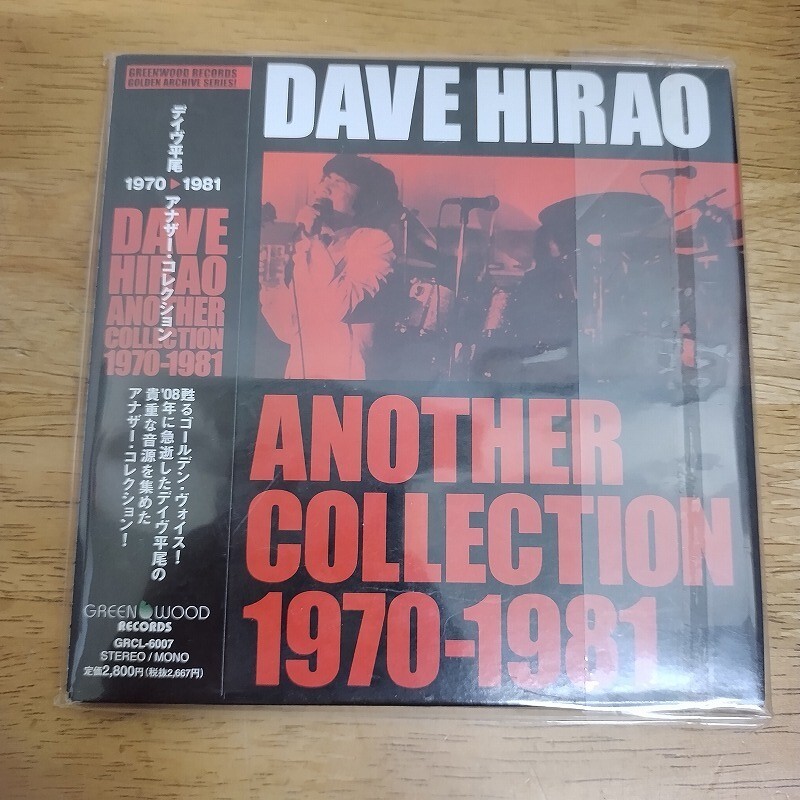 GREENWOOD RECORDS
GOLDEN ARCHIVE SERIES!
デイヴ平尾
1970▶1981
アナザー・コレクション
DAVE
HIRAO
ANOTHER
COLLECTION
1970-1981
甦るゴールデン・ヴォイス!
'08年に急逝したデイヴ平尾の
貴重な音源を集めた
アナザー・コレクション!
GREEN WOOD
RECORDS
GRCL-6007
STEREO/MONO
定価2,800円(税抜2,667円)
DAVE HIRAO
ANOTHER
COLLECTION
1970-1981